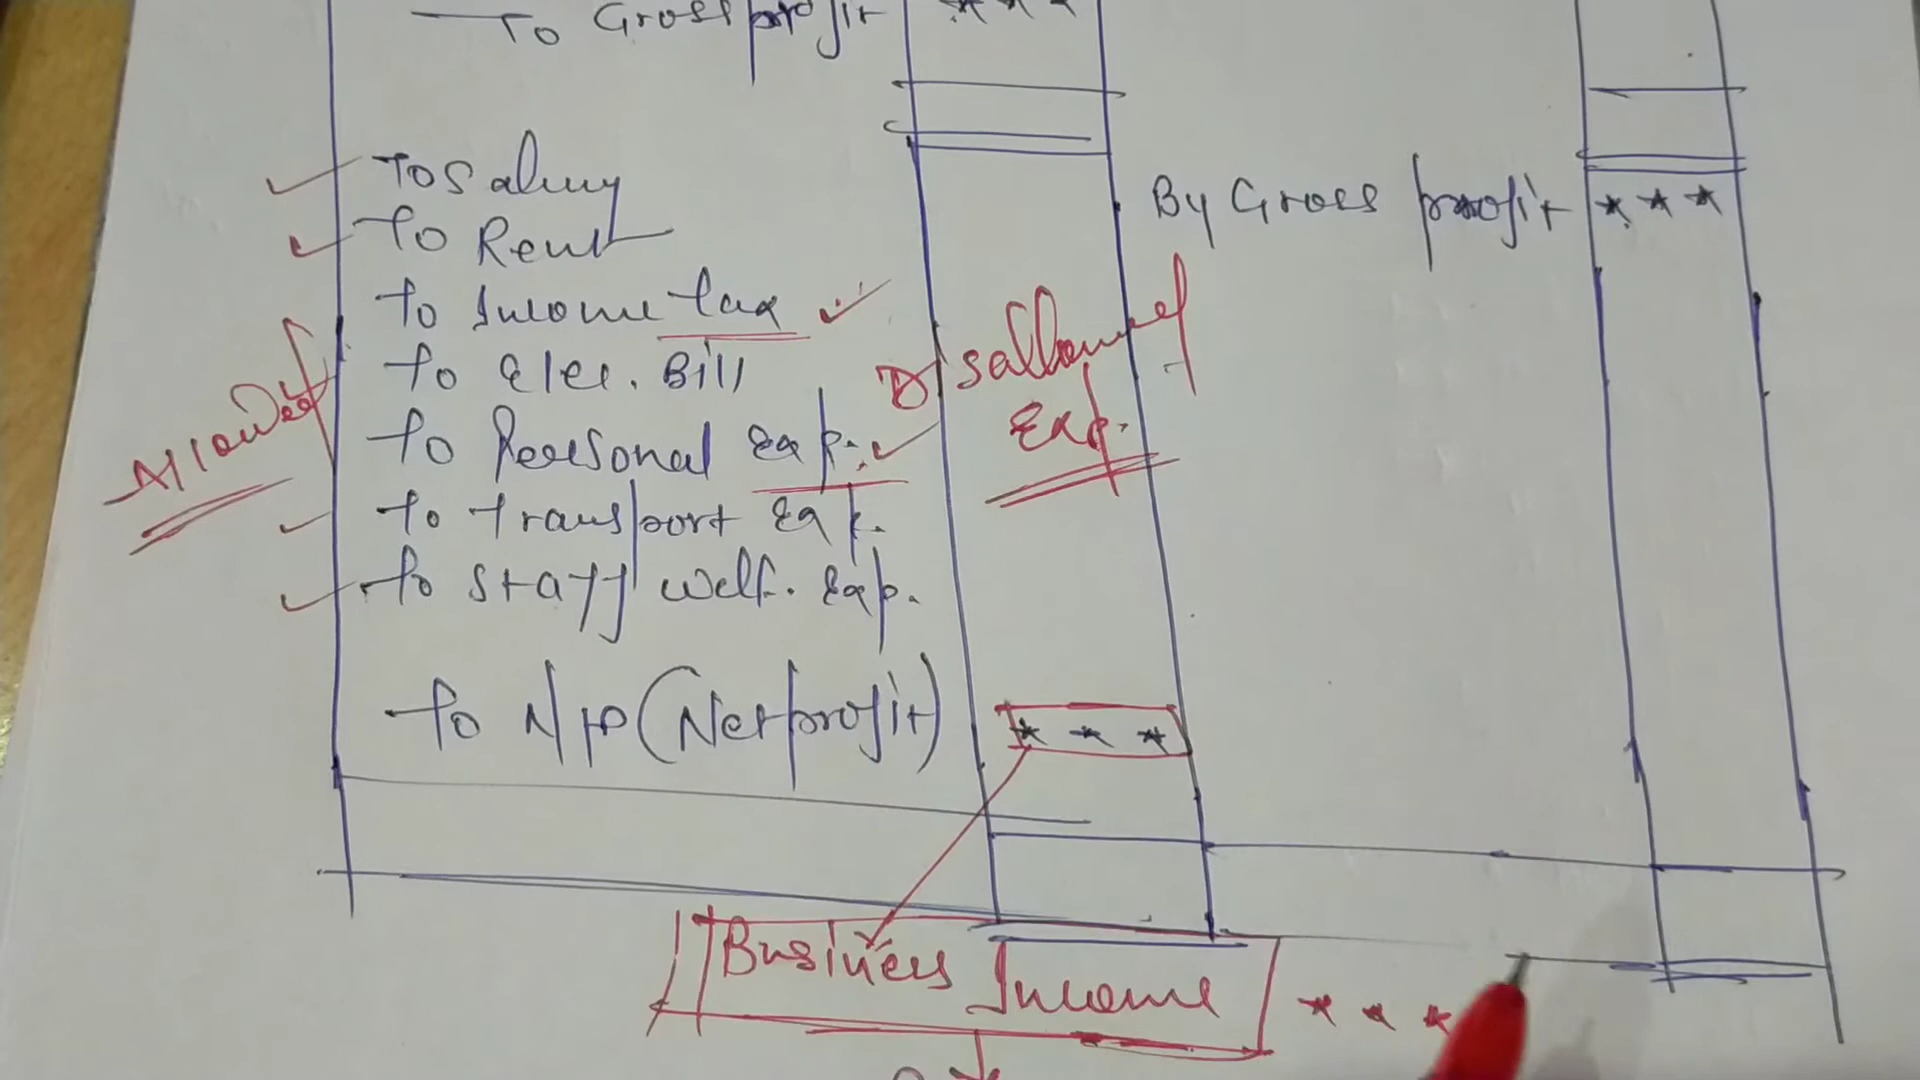 To Gross profit * * *
To Salary
To Rent
To Income tax
To Elec. Bill
To Personal Exp.
To transport Exp.
To Staff Welf. Exp.
To N/P (Net profit) * * *
Allowed
Disallowed
Exp.
By Gross profit * * *
Business Income * * *